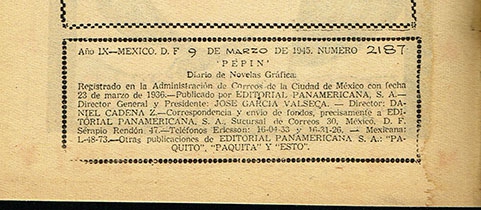 Año IX—MEXICO, D. F 9 DE MARZO DE 1945. NUMERO 2187
'PEPIN'
Diario de Novelas Gráfica:
Registrado en la Administración de Correos de la Ciudad de México con fecha
23 de marzo de 1936.—Publicado por EDITORIAL PANAMERICANA, S. A.—
Director General y Presidente: JOSE GARCIA VALSECA. — Director: DA-
NIEL CADENA Z.—Correspondencia y envío de fondos, precisamente a EDI-
TORIAL PANAMERICANA, S. A. Sucursal de Correos 30, México, D. F.
Serapio Rendón 47.—Teléfonos Ericsson: 16-04-33 y 16-31-26. — Mexicana:
L-48-73.—Otras publicaciones de EDITORIAL PANAMERICANA S. A.: "PA-
QUITO", "PAQUITA" Y "ESTO".